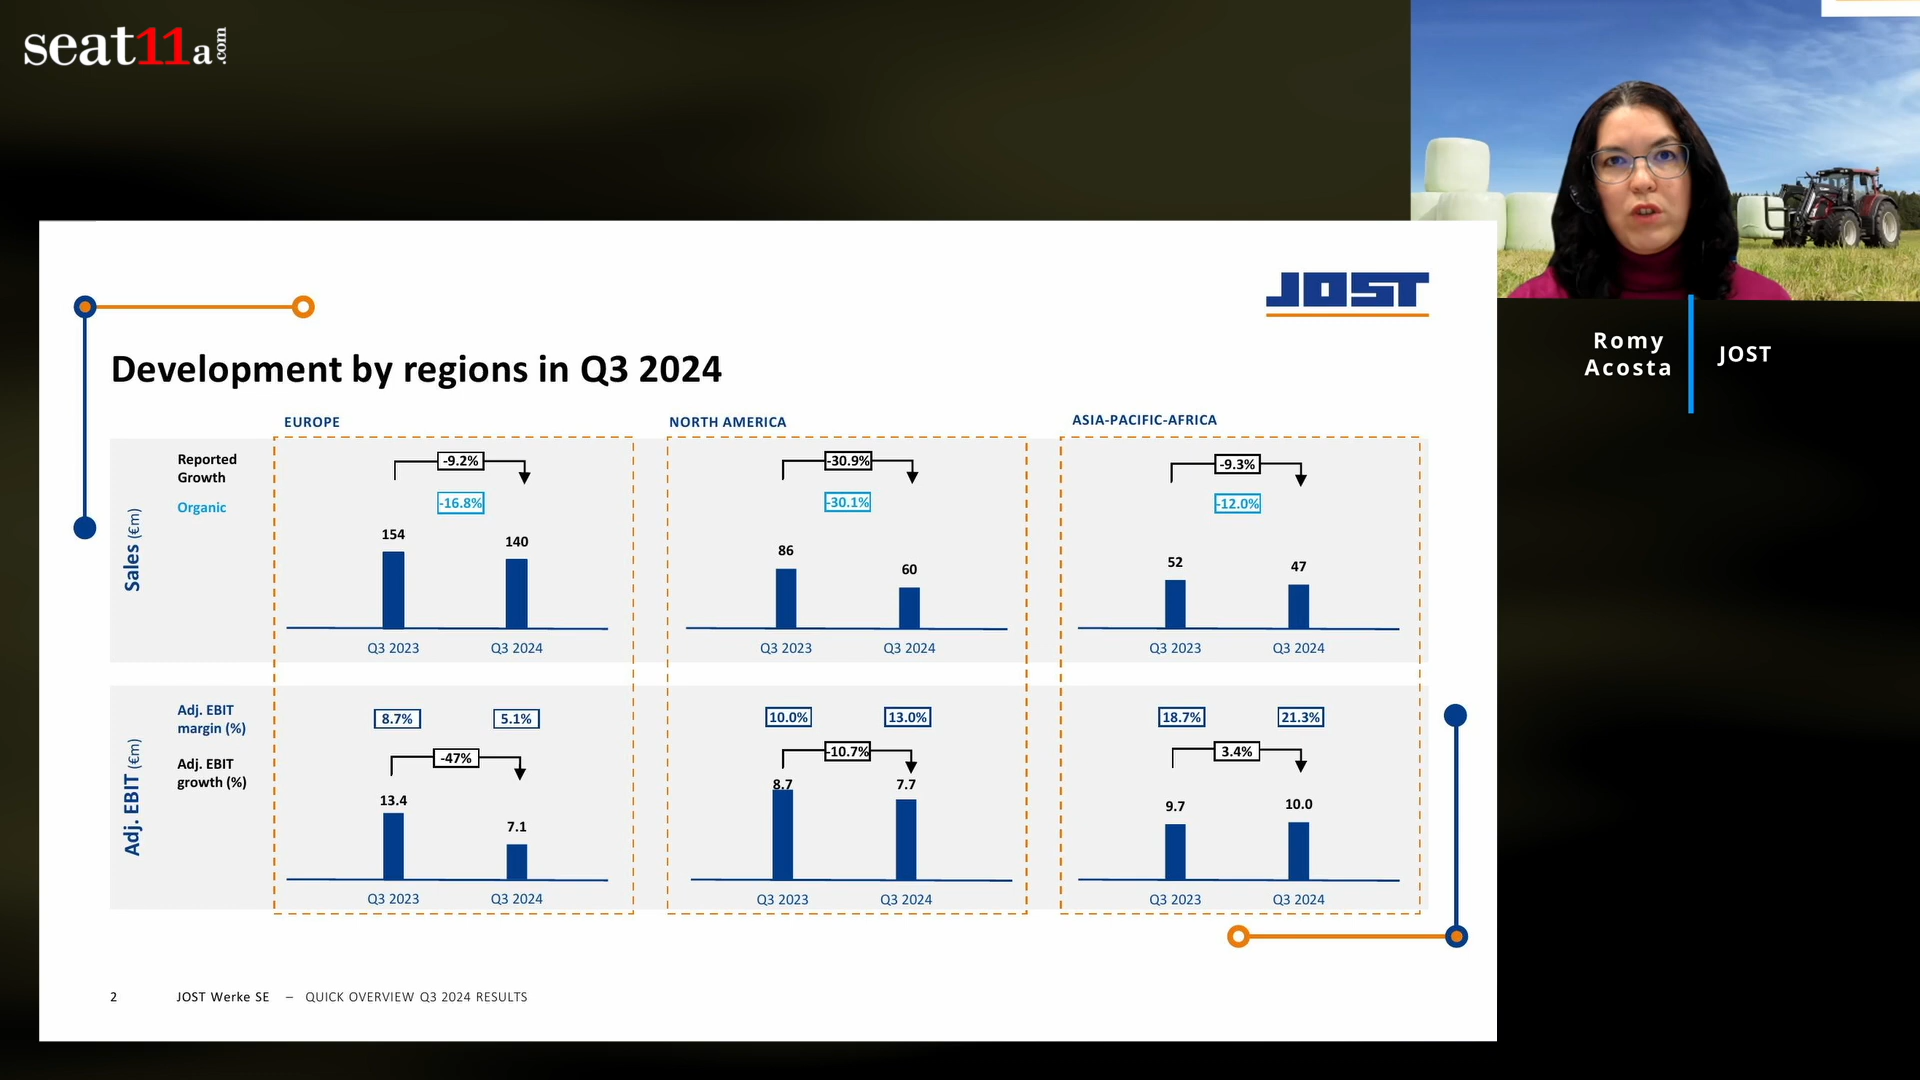 seat11a.com
JOST
Romy
Acosta
JOST
Development by regions in Q3 2024
EUROPE
NORTH AMERICA
ASIA-PACIFIC-AFRICA
Sales (€m)
Reported
Growth
Organic
-9.2%
-16.8%
154
140
Q3 2023
Q3 2024
-30.9%
-30.1%
86
60
Q3 2023
Q3 2024
-9.3%
-12.0%
52
47
Q3 2023
Q3 2024
Adj. EBIT (€m)
Adj. EBIT
margin (%)
Adj. EBIT
growth (%)
8.7%
5.1%
-47%
13.4
7.1
Q3 2023
Q3 2024
10.0%
13.0%
-10.7%
8.7
7.7
Q3 2023
Q3 2024
18.7%
21.3%
3.4%
9.7
10.0
Q3 2023
Q3 2024
2 JOST Werke SE – QUICK OVERVIEW Q3 2024 RESULTS